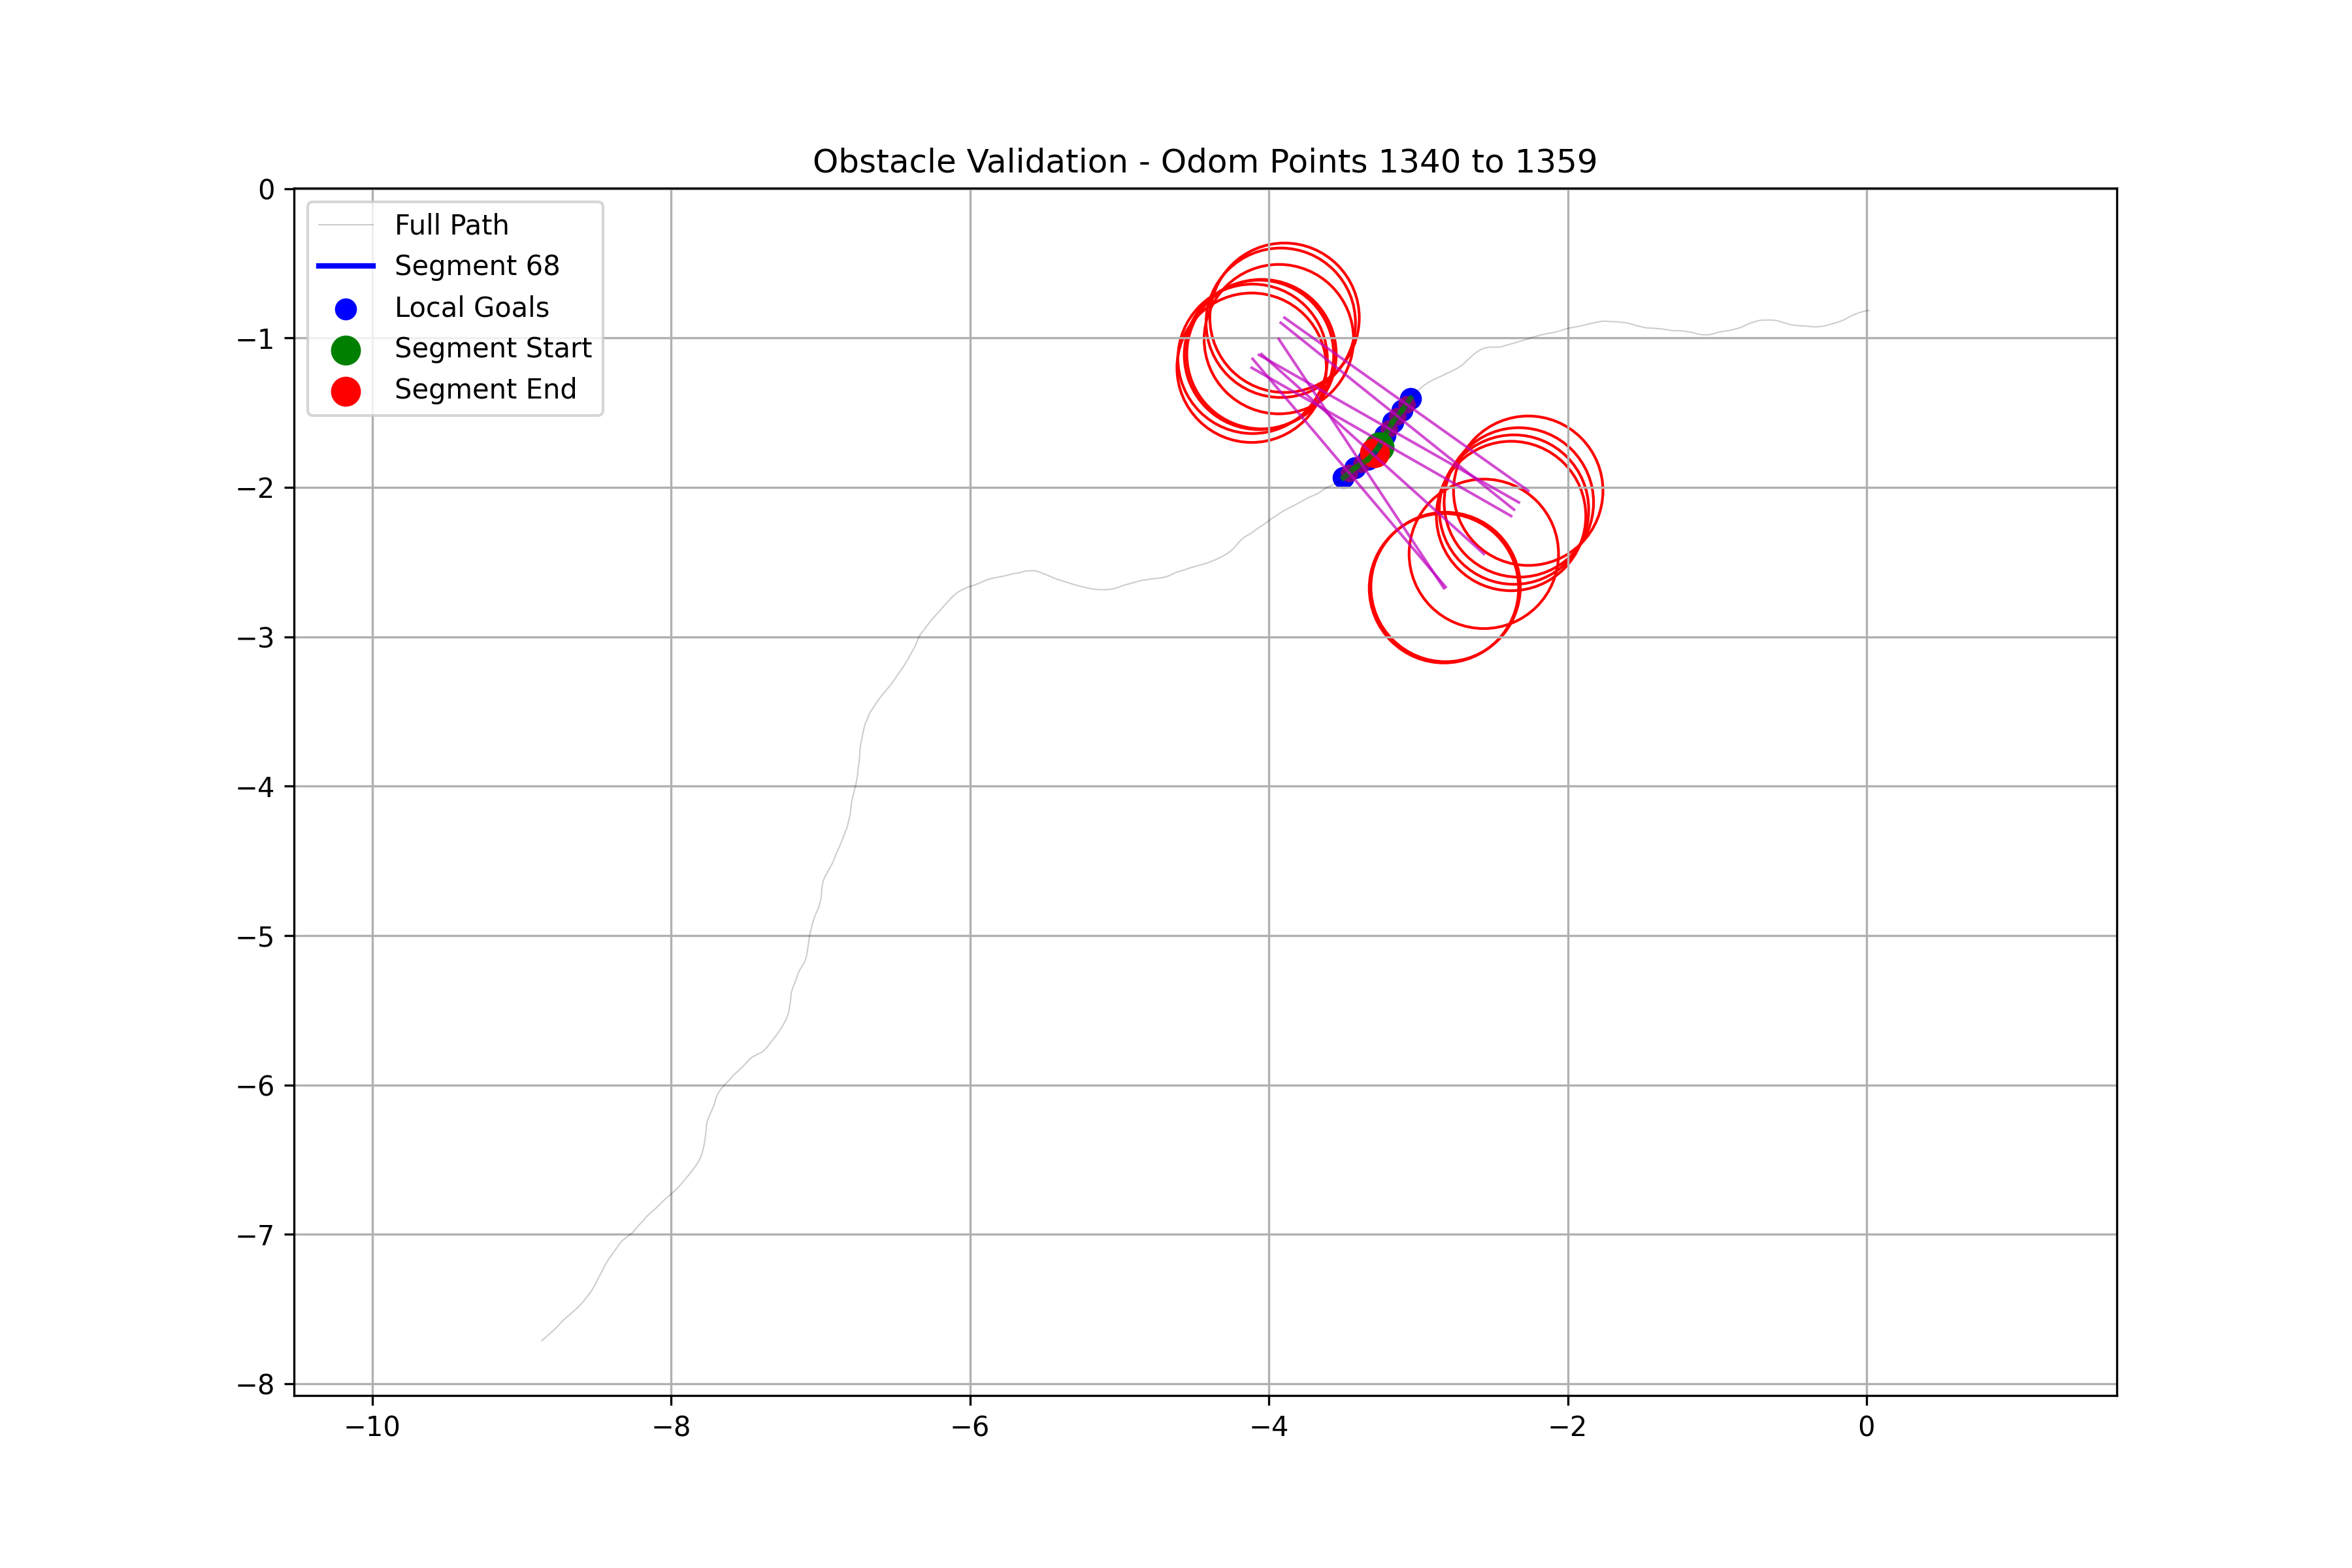 Obstacle Validation - Odom Points 1340 to 1359
Full Path
Segment 68
Local Goals
Segment Start
Segment End
0
−1
−2
−3
−4
−5
−6
−7
−8
−10 −8 −6 −4 −2 0